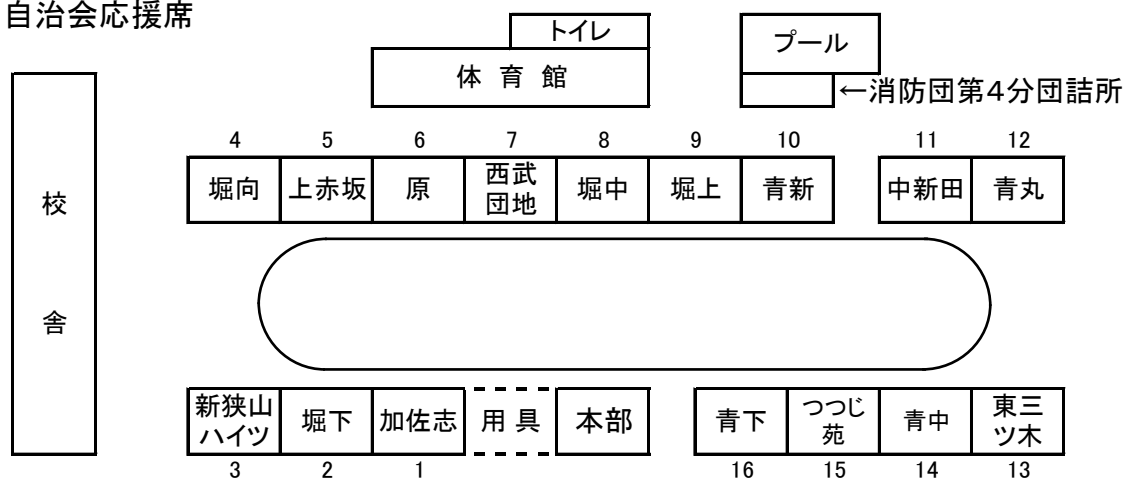 自治会応援席
トイレ
プール
体 育 館
←消防団第4分団詰所
4 5 6 7 8 9 10 11 12
堀向 上赤坂 原 西武 堀中 堀上 青新 中新田 青丸
団地
校
舎
新狭山 堀下 加佐志 用 具 本部 青下 つつじ 青中 東三
ハイツ 苑 ツ木
3 2 1 16 15 14 13